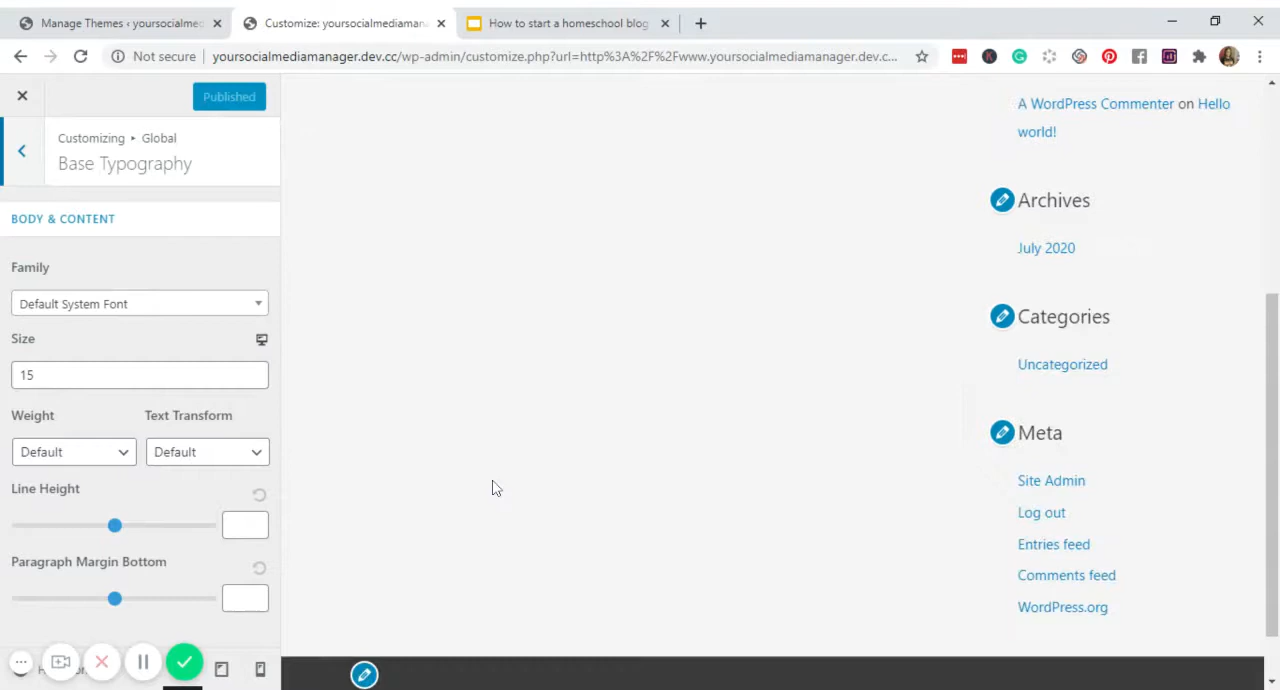 Manage Themes ‹ yoursocialmed
Customize: yoursocialmediaman
How to start a homeschool blog
Not secure
yoursocialmediamanager.dev.cc/wp-admin/customize.php?url=http%3A%2F%2Fwww.yoursocialmediamanager.dev.c...
Published
Customizing ▸ Global
Base Typography
BODY & CONTENT
Family
Default System Font
Size
15
Weight
Text Transform
Default
Default
Line Height
Paragraph Margin Bottom
A WordPress Commenter on Hello
world!
Archives
July 2020
Categories
Uncategorized
Meta
Site Admin
Log out
Entries feed
Comments feed
WordPress.org